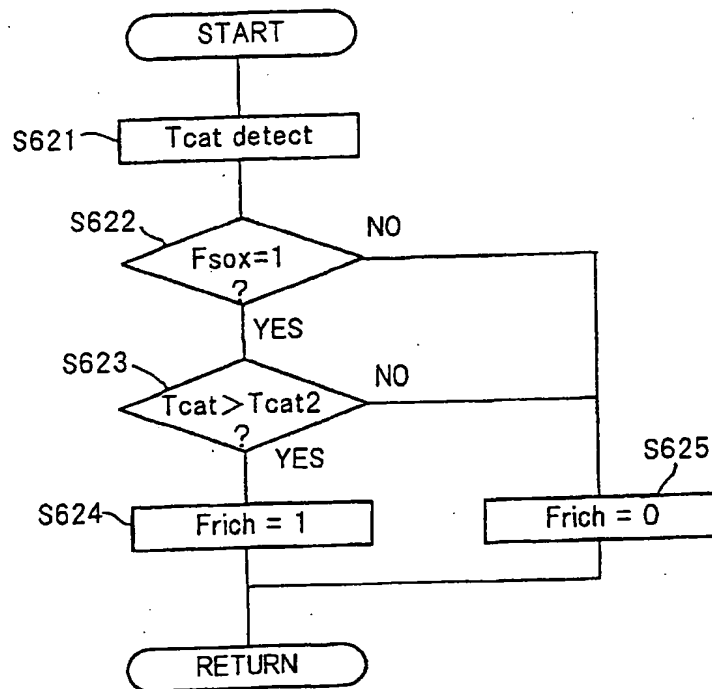 START
S621
Tcat detect
S622
NO
Fsox=1
?
YES
S623
NO
Tcat>Tcat2
?
YES
S625
S624
Frich = 1
Frich = 0
RETURN